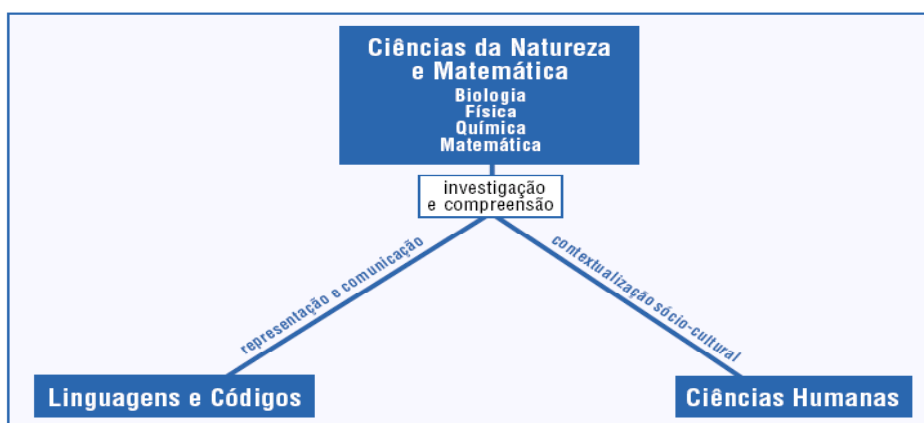 Ciências da Natureza
e Matemática
Biologia
Física
Química
Matemática
investigação
e compreensão
representação e comunicação
contextualização sócio-cultural
Linguagens e Códigos
Ciências Humanas